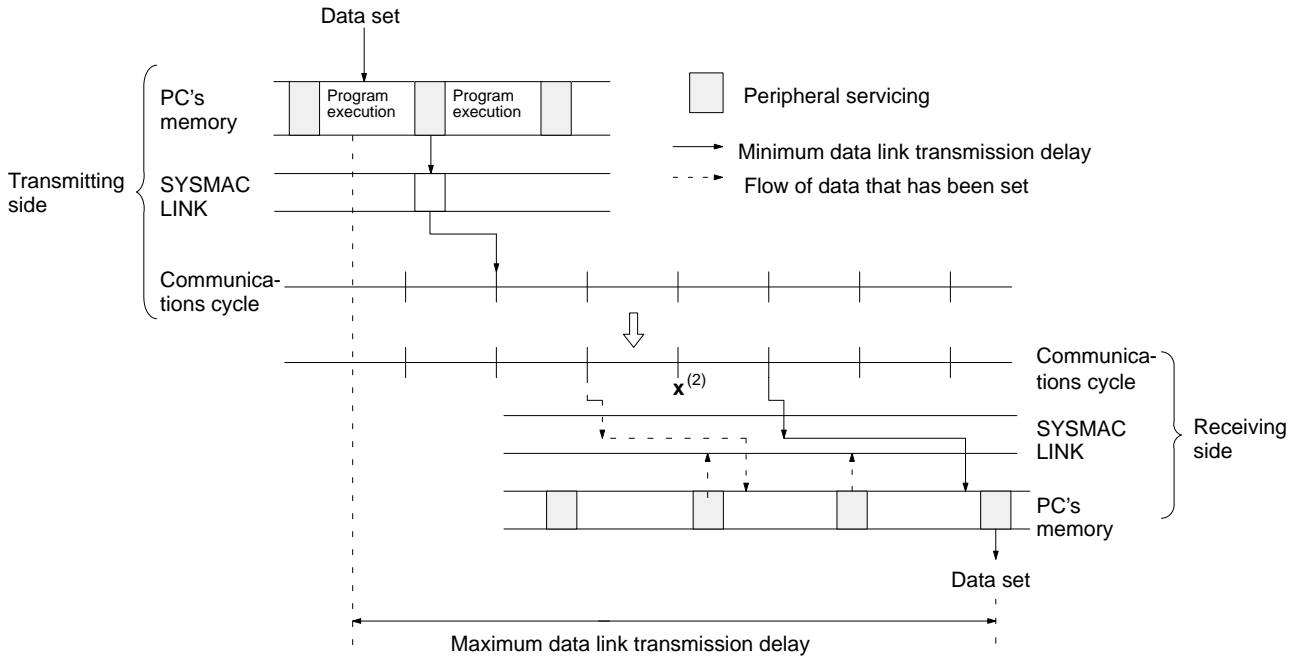 Data set
PC's
memory
Program
execution
Program
execution
Peripheral servicing
Minimum data link transmission delay
Flow of data that has been set
Transmitting
side
SYSMAC
LINK
Communica-
tions cycle
Communica-
tions cycle
x(2)
SYSMAC
LINK
Receiving
side
PC's
memory
Data set
Maximum data link transmission delay